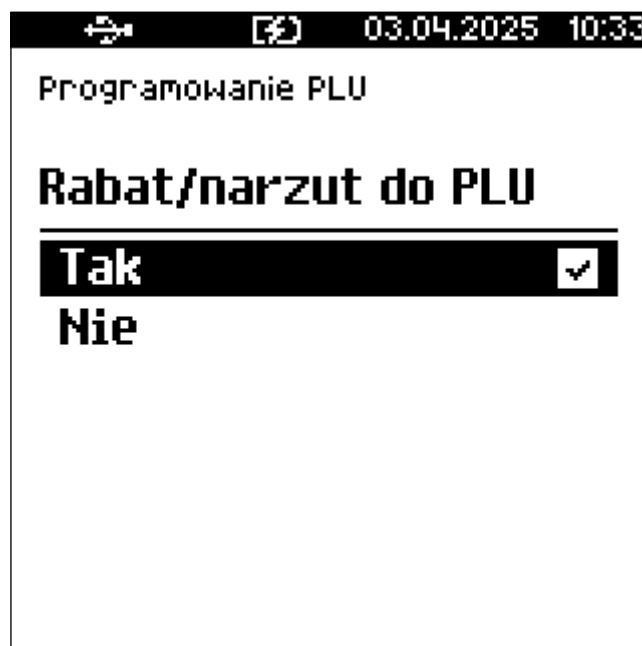 03.04.2025 10:33
Programowanie PLU
Rabat/narzut do PLU
Tak
Nie